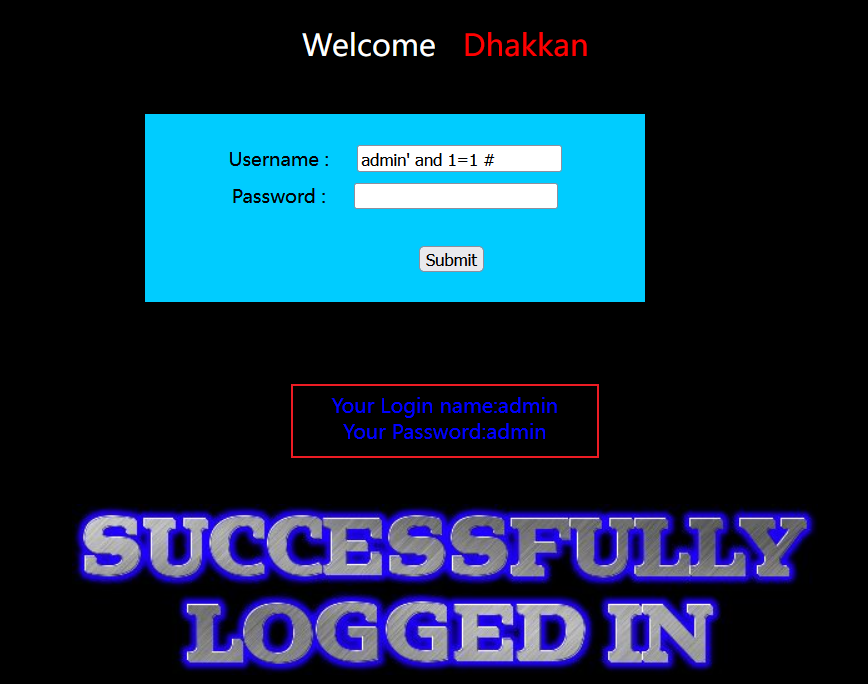 Welcome Dhakkan
Username : admin' and 1=1 #
Password :
Submit
Your Login name:admin
Your Password:admin
SUCCESSFULLY
LOGGED IN